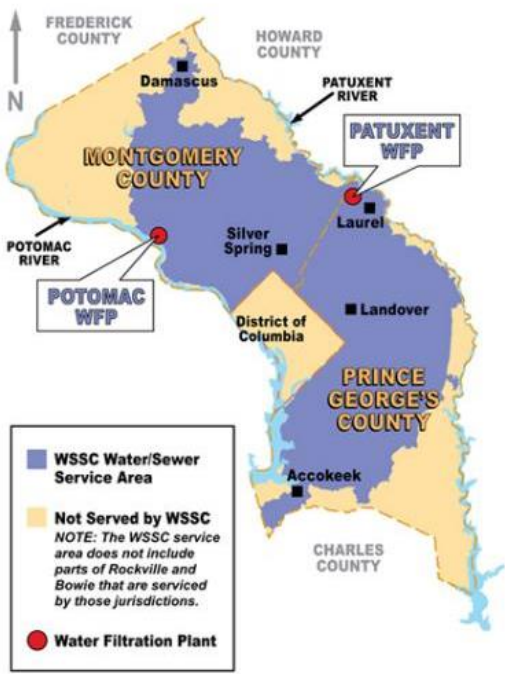 FREDERICK
COUNTY
HOWARD
COUNTY
N
Damascus
PATUXENT
RIVER
PATUXENT
WFP
MONTGOMERY
COUNTY
Laurel
POTOMAC
RIVER
Silver
Spring
POTOMAC
WFP
District of
Columbia
Landover
PRINCE
GEORGE'S
COUNTY
Accokeek
CHARLES
COUNTY
WSSC Water/Sewer
Service Area
Not Served by WSSC
NOTE: The WSSC service
area does not include
parts of Rockville and
Bowie that are serviced
by those jurisdictions.
Water Filtration Plant